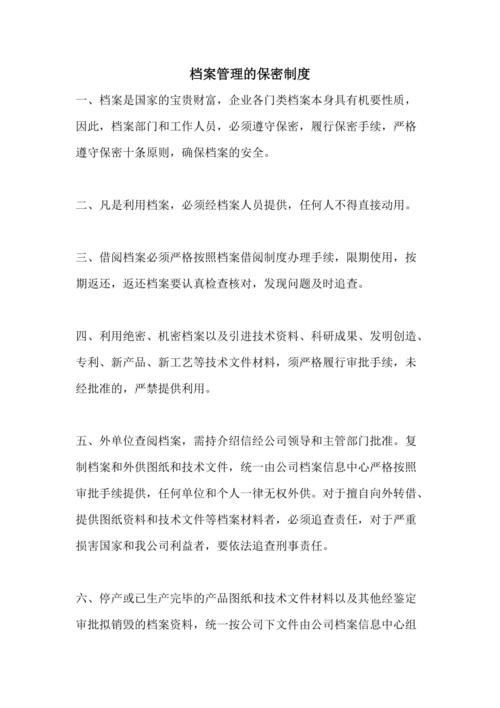 档案管理的保密制度
一、档案是国家的宝贵财富，企业各门类档案本身具有机要性质，
因此，档案部门和工作人员，必须遵守保密，履行保密手续，严格
遵守保密十条原则，确保档案的安全。
二、凡是利用档案，必须经档案人员提供，任何人不得直接动用。
三、借阅档案必须严格按照档案借阅制度办理手续，限期使用，按
期返还，返还档案要认真检查核对，发现问题及时追查。
四、利用绝密、机密档案以及引进技术资料、科研成果、发明创造、
专利、新产品、新工艺等技术文件材料，须严格履行审批手续，未
经批准的，严禁提供利用。
五、外单位查阅档案，需持介绍信经公司领导和主管部门批准。复
制档案和外供图纸和技术文件，统一由公司档案信息中心严格按照
审批手续提供，任何单位和个人一律无权外供。对于擅自向外转借、
提供图纸资料和技术文件等档案材料者，必须追查责任，对于严重
损害国家和我公司利益者，要依法追查刑事责任。
六、停产或已生产完毕的产品图纸和技术文件材料以及其他经鉴定
审批拟销毁的档案资料，统一按公司下文件由公司档案信息中心组